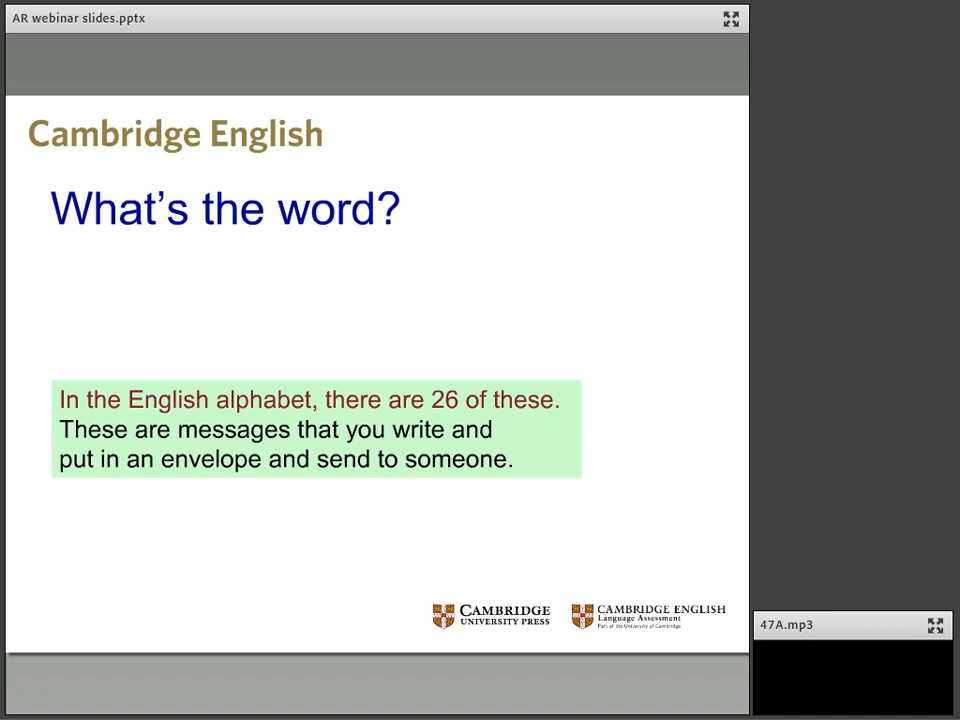 AR webinar slides.pptx
Cambridge English
What's the word?
In the English alphabet, there are 26 of these.
These are messages that you write and
put in an envelope and send to someone.
CAMBRIDGE
UNIVERSITY PRESS
CAMBRIDGE ENGLISH
Language Assessment
Part of the University of Cambridge
47A.mp3